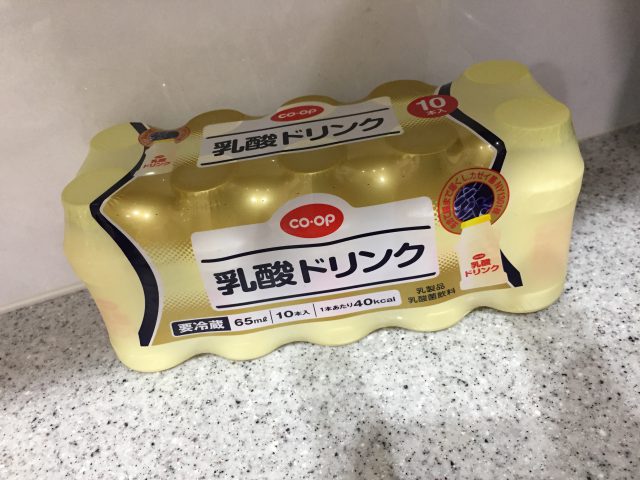 co·op
乳酸ドリンク
10
本入
co·op
乳酸ドリンク
要冷蔵 65ml 10本入 1本あたり40kcal
乳製品
乳酸菌飲料
乳酸
ドリンク